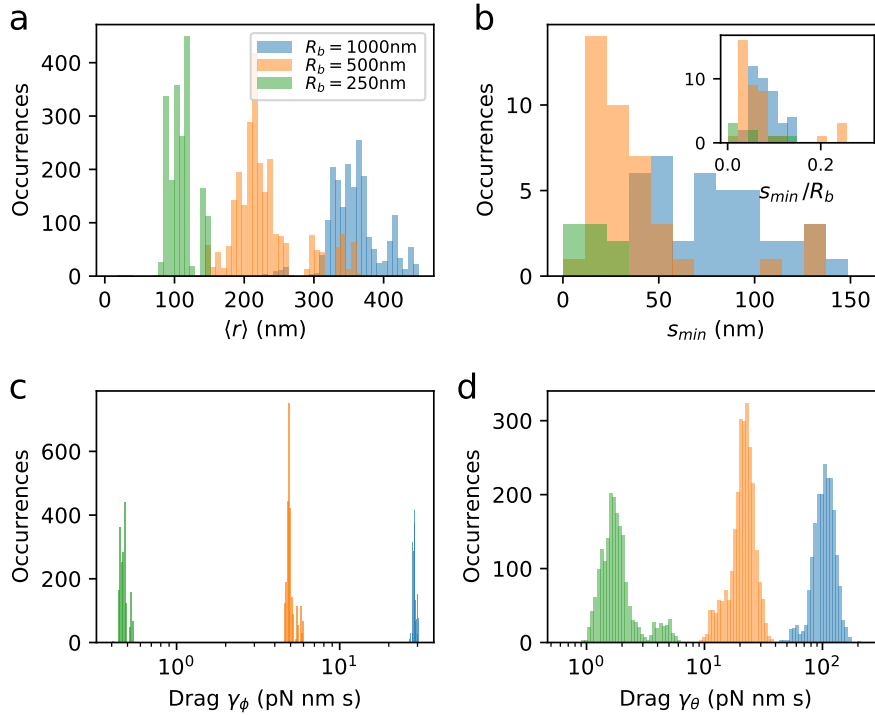 a
Occurrences
400
300
200
100
0
0
100
200
300
400
⟨r⟩ (nm)
R_b = 1000nm
R_b = 500nm
R_b = 250nm
b
Occurrences
10
5
0
0
50
100
150
s_min (nm)
10
0
0.0
0.2
s_min/R_b
c
Occurrences
600
400
200
0
10^0
10^1
Drag γ_ϕ (pN nm s)
d
Occurrences
300
200
100
0
10^0
10^1
10^2
Drag γ_θ (pN nm s)